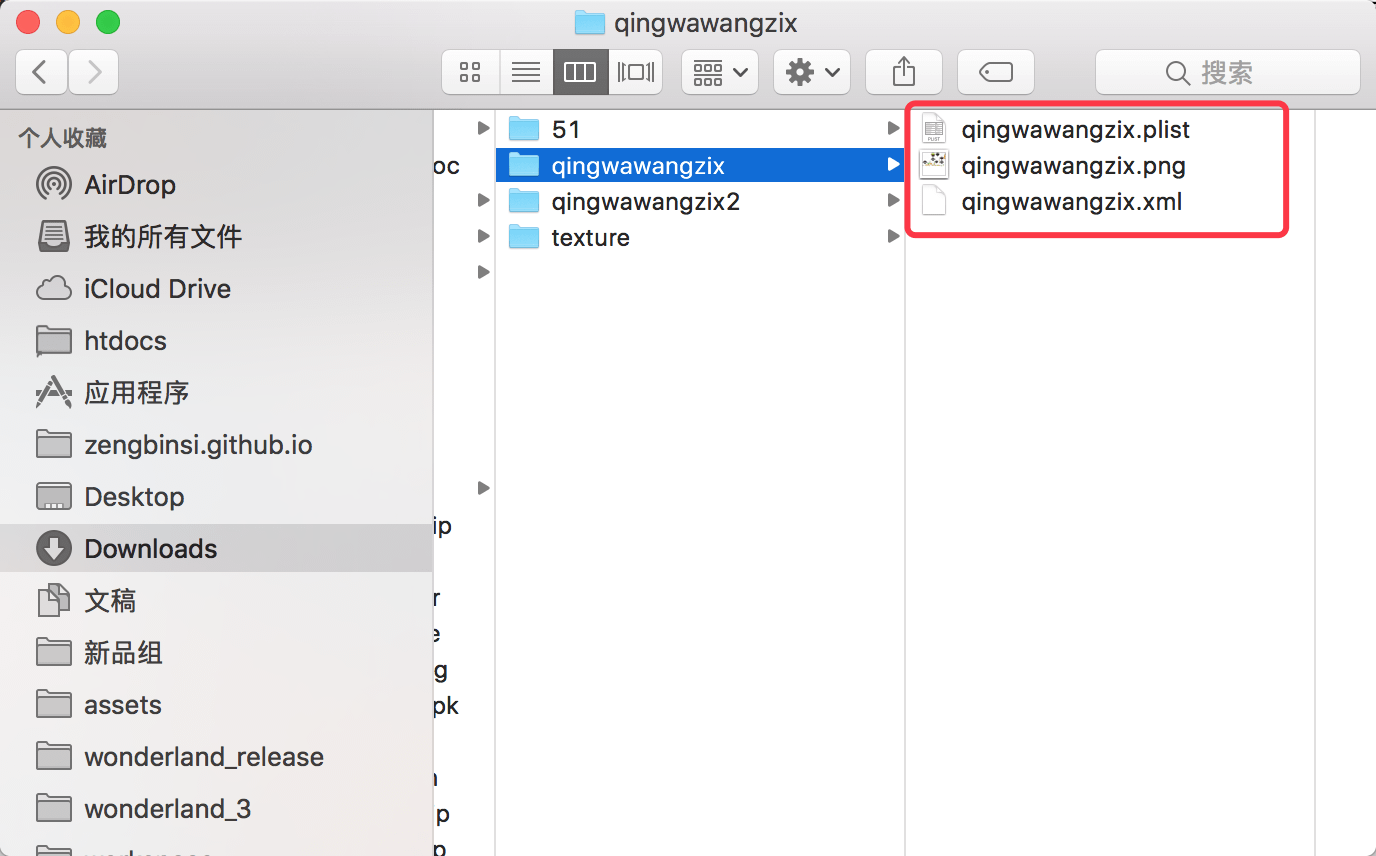 qingwawangzix
搜索
个人收藏
AirDrop
我的所有文件
iCloud Drive
htdocs
应用程序
zengbinsi.github.io
Desktop
Downloads
文稿
新品组
assets
wonderland_release
wonderland_3
oc
ip
r
e
g
pk
p
51
qingwawangzix
qingwawangzix2
texture
qingwawangzix.plist
qingwawangzix.png
qingwawangzix.xml